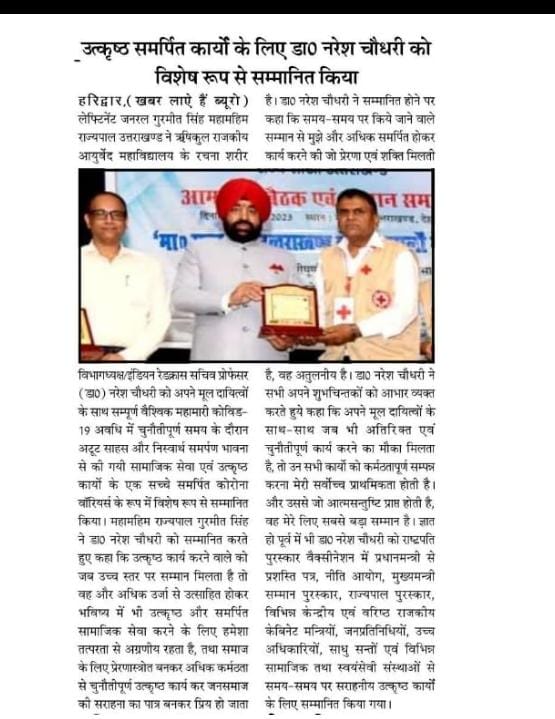 उत्कृष्ठ समर्पित कार्यों के लिए डा0 नरेश चौधरी को
विशेष रूप से सम्मानित किया
हरिद्वार,( खबर लाऐ हैं ब्यूरो )
लेफ्टिनेंट जनरल गुरमीत सिंह महामहिम
राज्यपाल उत्तराखण्ड ने ऋषिकुल राजकीय
आयुर्वेद महाविद्यालय के रचना शरीर
विभागध्यक्ष/इंडियन रेडक्रास सचिव प्रोफेसर
(डा0) नरेश चौधरी को अपने मूल दायित्वों
के साथ सम्पूर्ण वैश्विक महामारी कोविड-
19 अवधि में चुनौतीपूर्ण समय के दौरान
अटूट साहस और निस्वार्थ समर्पण भावना
से की गयी सामाजिक सेवा एवं उत्कृष्ठ
कार्यों के एक सच्चे समर्पित कोरोना
वॉरियर्स के रूप में विशेष रूप से सम्मानित
किया। महामहिम राज्यपाल गुरमीत सिंह
ने डा0 नरेश चौधरी को सम्मानित करते
हुए कहा कि उत्कृष्ठ कार्य करने वाले को
जब उच्च स्तर पर सम्मान मिलता है तो
वह और अधिक उर्जा से उत्साहित होकर
भविष्य में भी उत्कृष्ठ और समर्पित
सामाजिक सेवा करने के लिए हमेशा
तत्परता से अग्रणीय रहता है, तथा समाज
के लिए प्रेरणास्त्रोत बनकर अधिक कर्मठता
से चुनौतीपूर्ण उत्कृष्ठ कार्य कर जनसमाज
की सराहना का पात्र बनकर प्रिय हो जाता
है। डा0 नरेश चौधरी ने सम्मानित होने पर
कहा कि समय-समय पर किये जाने वाले
सम्मान से मुझे और अधिक समर्पित होकर
कार्य करने की जो प्रेरणा एवं शक्ति मिलती
है, वह अतुलनीय है। डा0 नरेश चौधरी ने
सभी अपने शुभचिन्तकों को आभार व्यक्त
करते हुये कहा कि अपने मूल दायित्वों के
साथ-साथ जब भी अतिरिक्त एवं
चुनौतीपूर्ण कार्य करने का मौका मिलता
है, तो उन सभी कार्यो को कर्मठतापूर्ण सम्पन्न
करना मेरी सर्वोच्च प्राथमिकता होती है।
और उससे जो आत्मसन्तुष्टि प्राप्त होती है,
वह मेरे लिए सबसे बड़ा सम्मान है। ज्ञात
हो पूर्व में भी डा0 नरेश चौधरी को राष्टपति
पुरस्कार वैक्सीनेशन में प्रधानमन्त्रो से
प्रशस्ति पत्र, नीति आयोग, मुख्यमन्त्री
सम्मान पुरस्कार, राज्यपाल पुरस्कार,
विभिन्न केन्द्रीय एवं वरिष्ठ राजकीय
केबिनेट मन्त्रियों, जनप्रतिनिधियों, उच्च
अधिकारियों, साधु सन्तों एवं विभिन्न
सामाजिक तथा स्वयंसेवी संस्थाओं से
समय-समय पर सराहनीय उत्कृष्ठ कार्यों
के लिए सम्मानित किया गया।
2023 स्थान :